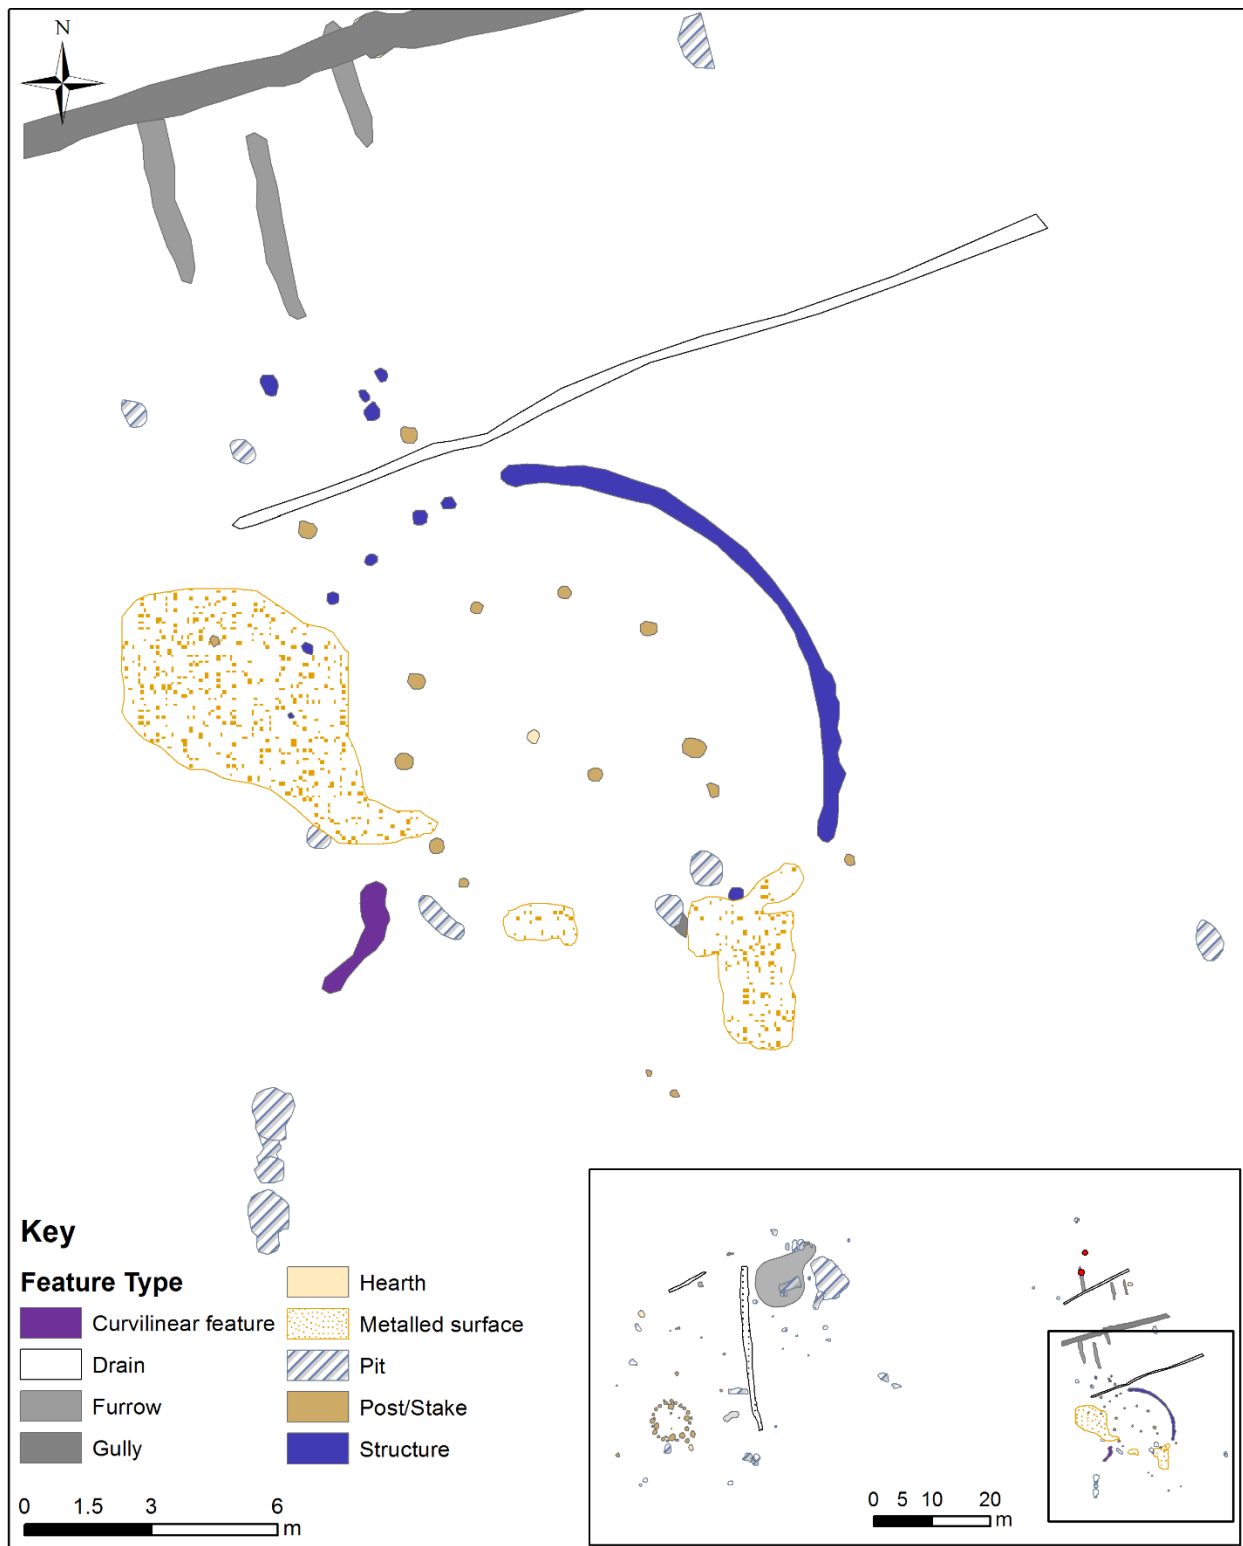 N
Key
Feature Type
Curvilinear feature
Drain
Furrow
Gully
Hearth
Metalled surface
Pit
Post/Stake
Structure
0 1.5 3 6
m
0 5 10 20
m